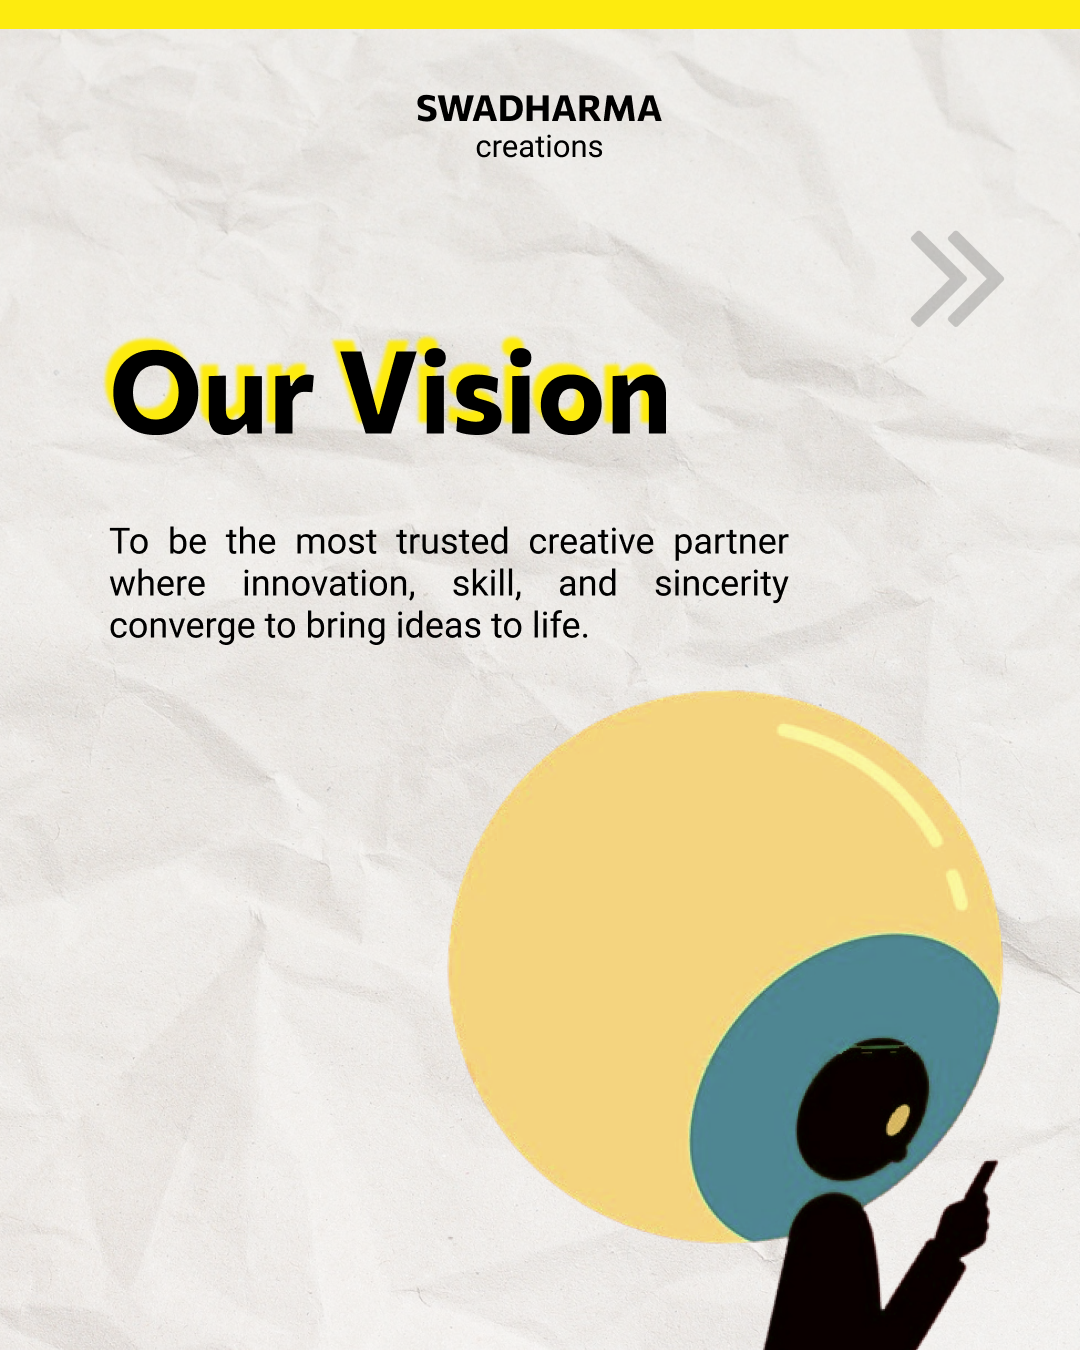 SWADHARMA
creations
Our Vision
To be the most trusted creative partner
where innovation, skill, and sincerity
converge to bring ideas to life.